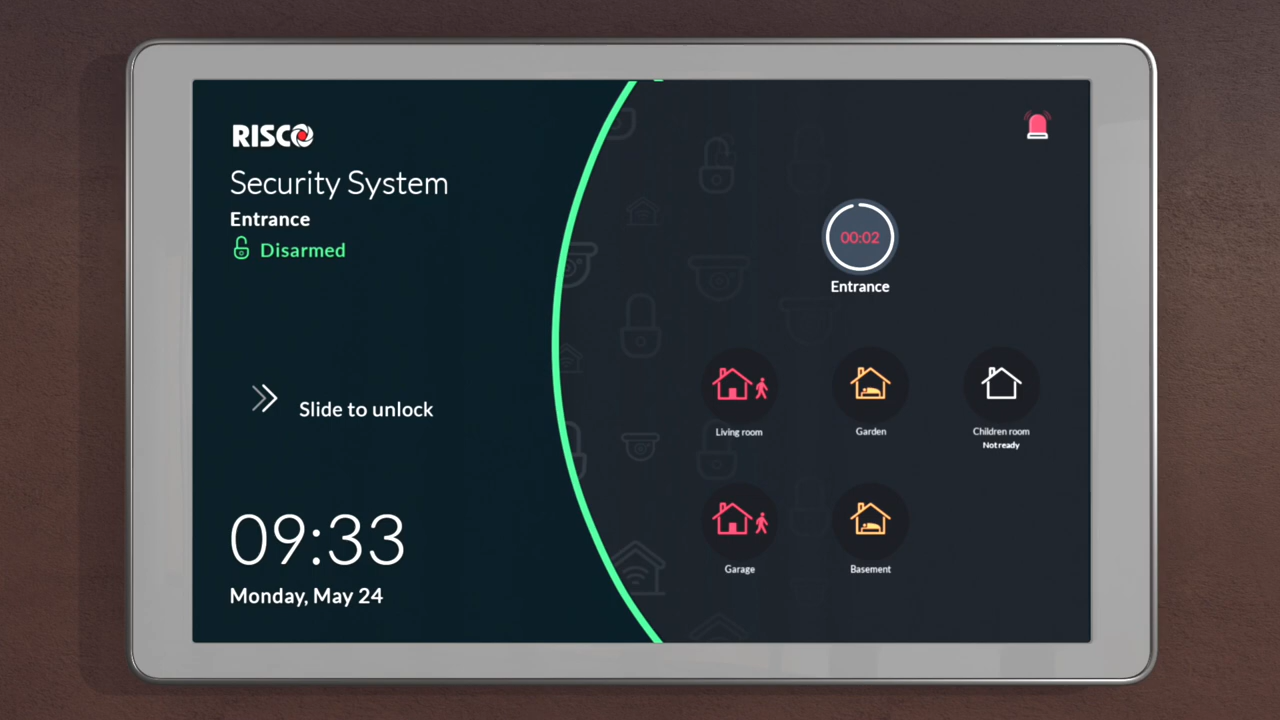 RISCO
Security System
Entrance
Disarmed
Slide to unlock
09:33
Monday, May 24
00:02
Entrance
Living room
Garden
Children room
Not ready
Garage
Basement